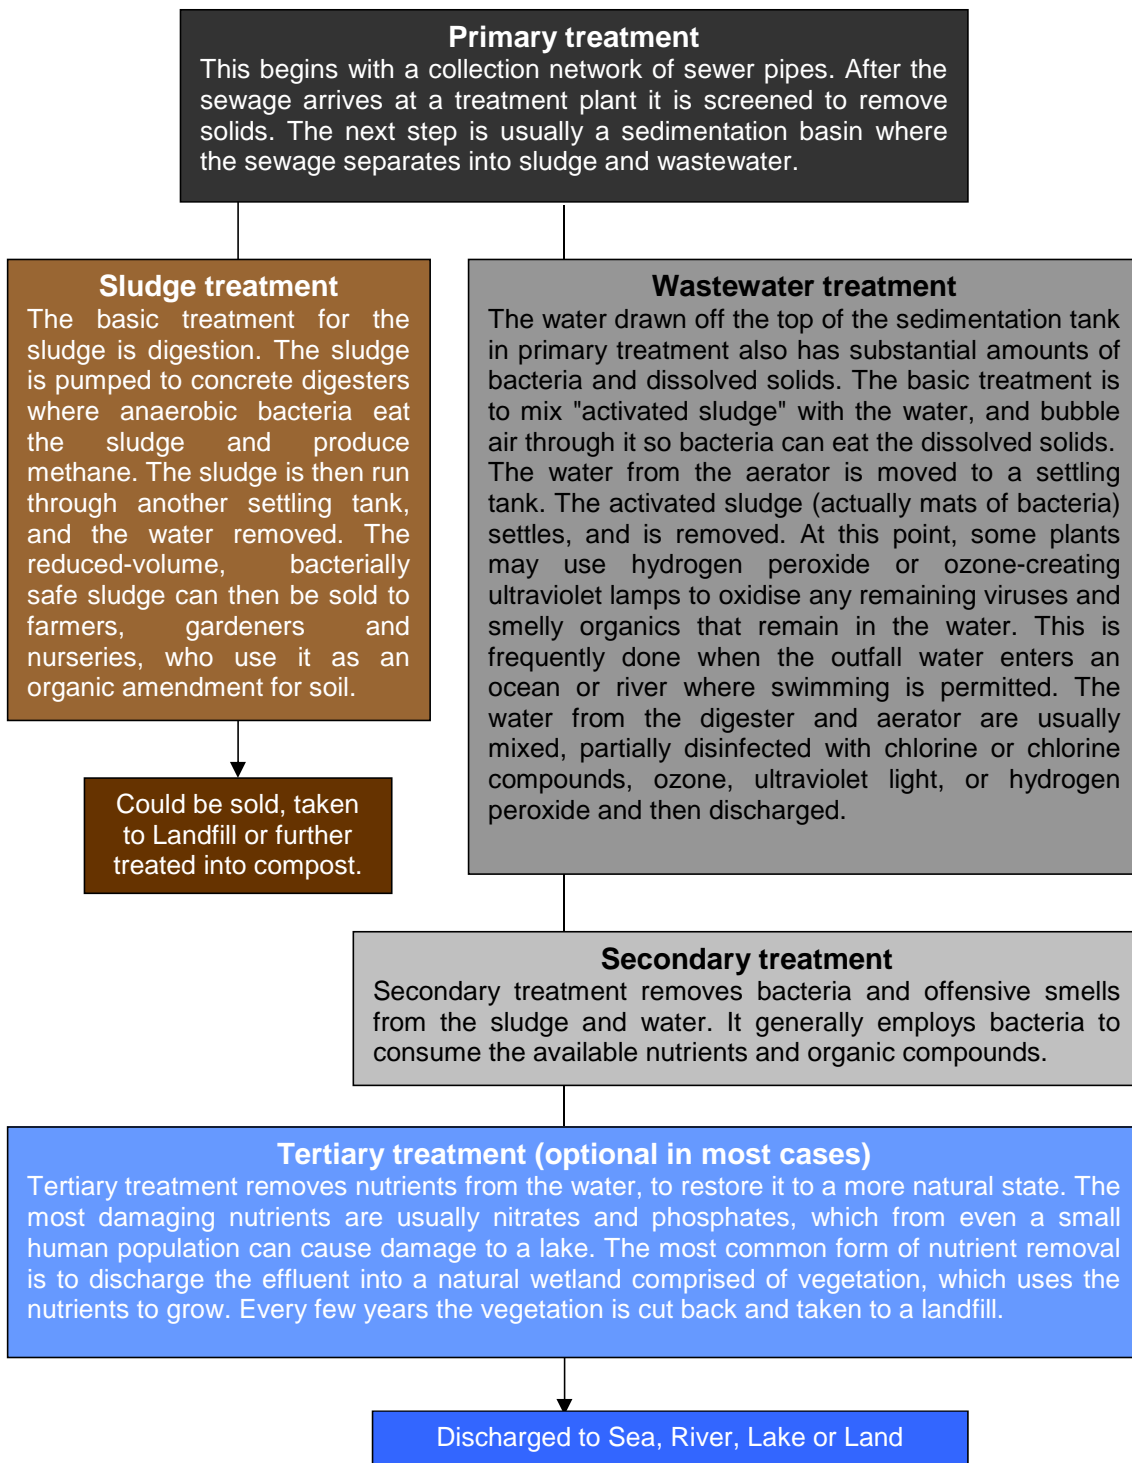 Primary treatment
This begins with a collection network of sewer pipes. After the
sewage arrives at a treatment plant it is screened to remove
solids. The next step is usually a sedimentation basin where
the sewage separates into sludge and wastewater.
Sludge treatment
The basic treatment for the
sludge is digestion. The sludge
is pumped to concrete digesters
where anaerobic bacteria eat
the sludge and produce
methane. The sludge is then run
through another settling tank,
and the water removed. The
reduced-volume, bacterially
safe sludge can then be sold to
farmers, gardeners and
nurseries, who use it as an
organic amendment for soil.
Could be sold, taken
to Landfill or further
treated into compost.
Wastewater treatment
The water drawn off the top of the sedimentation tank
in primary treatment also has substantial amounts of
bacteria and dissolved solids. The basic treatment is
to mix "activated sludge" with the water, and bubble
air through it so bacteria can eat the dissolved solids.
The water from the aerator is moved to a settling
tank. The activated sludge (actually mats of bacteria)
settles, and is removed. At this point, some plants
may use hydrogen peroxide or ozone-creating
ultraviolet lamps to oxidise any remaining viruses and
smelly organics that remain in the water. This is
frequently done when the outfall water enters an
ocean or river where swimming is permitted. The
water from the digester and aerator are usually
mixed, partially disinfected with chlorine or chlorine
compounds, ozone, ultraviolet light, or hydrogen
peroxide and then discharged.
Secondary treatment
Secondary treatment removes bacteria and offensive smells
from the sludge and water. It generally employs bacteria to
consume the available nutrients and organic compounds.
Tertiary treatment (optional in most cases)
Tertiary treatment removes nutrients from the water, to restore it to a more natural state. The
most damaging nutrients are usually nitrates and phosphates, which from even a small
human population can cause damage to a lake. The most common form of nutrient removal
is to discharge the effluent into a natural wetland comprised of vegetation, which uses the
nutrients to grow. Every few years the vegetation is cut back and taken to a landfill.
Discharged to Sea, River, Lake or Land